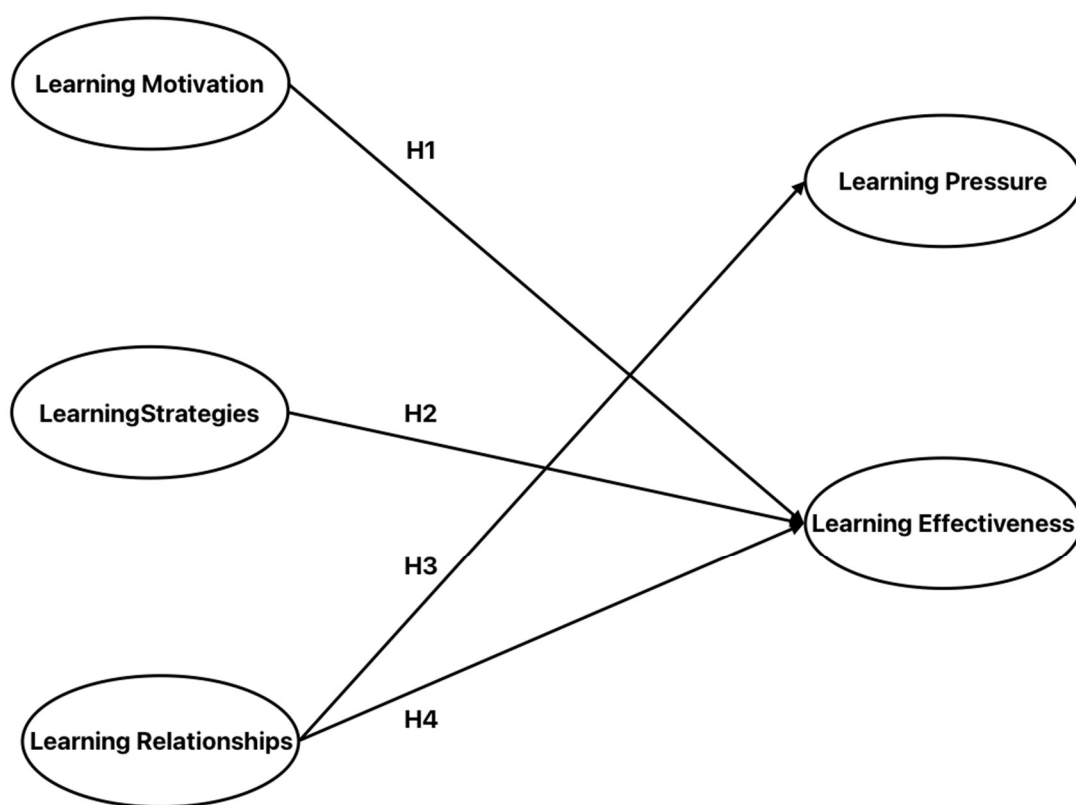 Learning Motivation
H1
Learning Pressure
LearningStrategies
H2
Learning Effectiveness
H3
H4
Learning Relationships